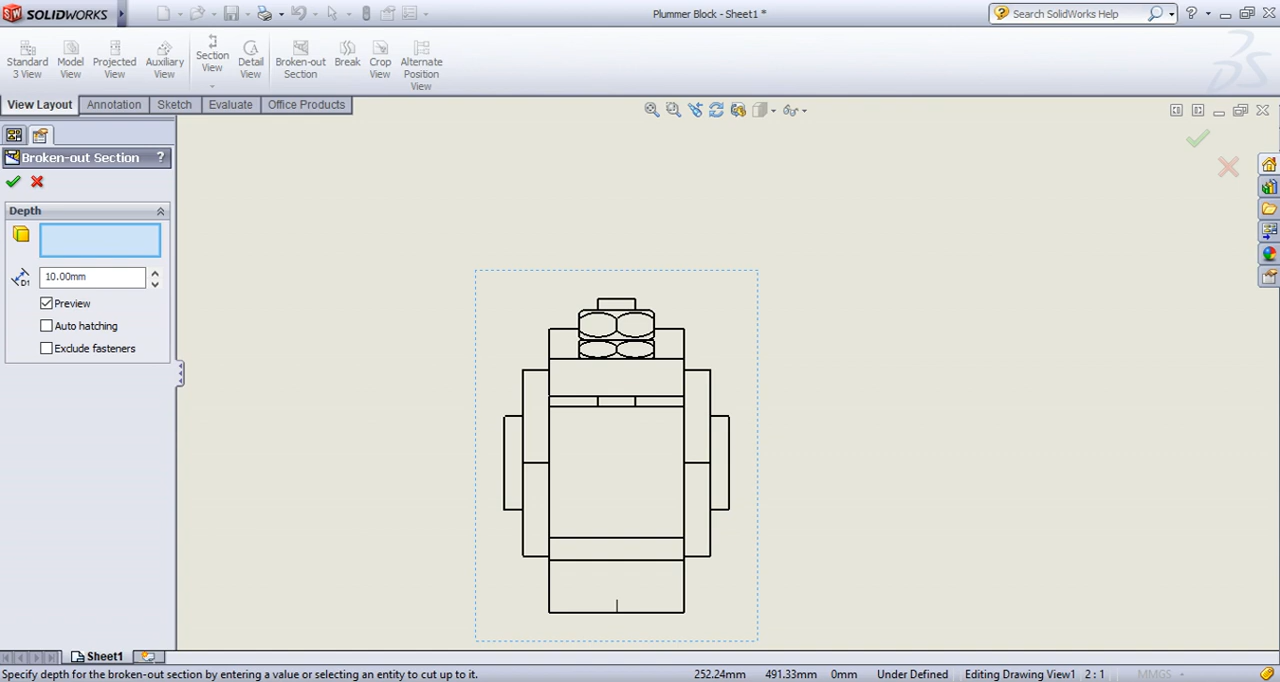 SOLIDWORKS
Plummer Block - Sheet1 *
Search SolidWorks Help
Standard 3 View
Model View
Projected View
Auxiliary View
Section View
Detail View
Broken-out Section
Break
Crop View
Alternate Position View
View Layout
Annotation
Sketch
Evaluate
Office Products
Broken-out Section
?
Depth
D1
10.00mm
Preview
Auto hatching
Exclude fasteners
Sheet1
Specify depth for the broken-out section by entering a value or selecting an entity to cut up to it.
252.24mm
491.33mm
0mm
Under Defined
Editing Drawing View1
2 : 1
MMGS